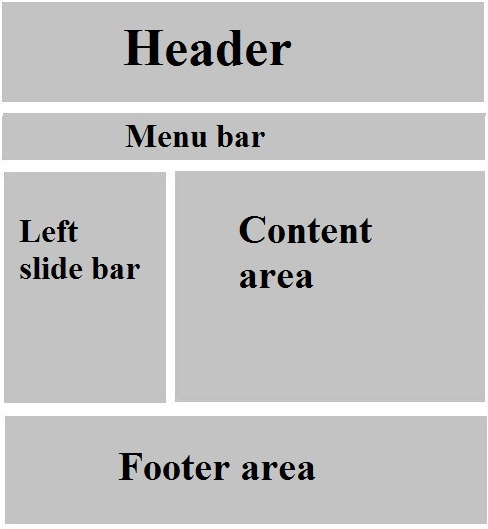 Header
Menu bar
Left
slide bar
Content
area
Footer area